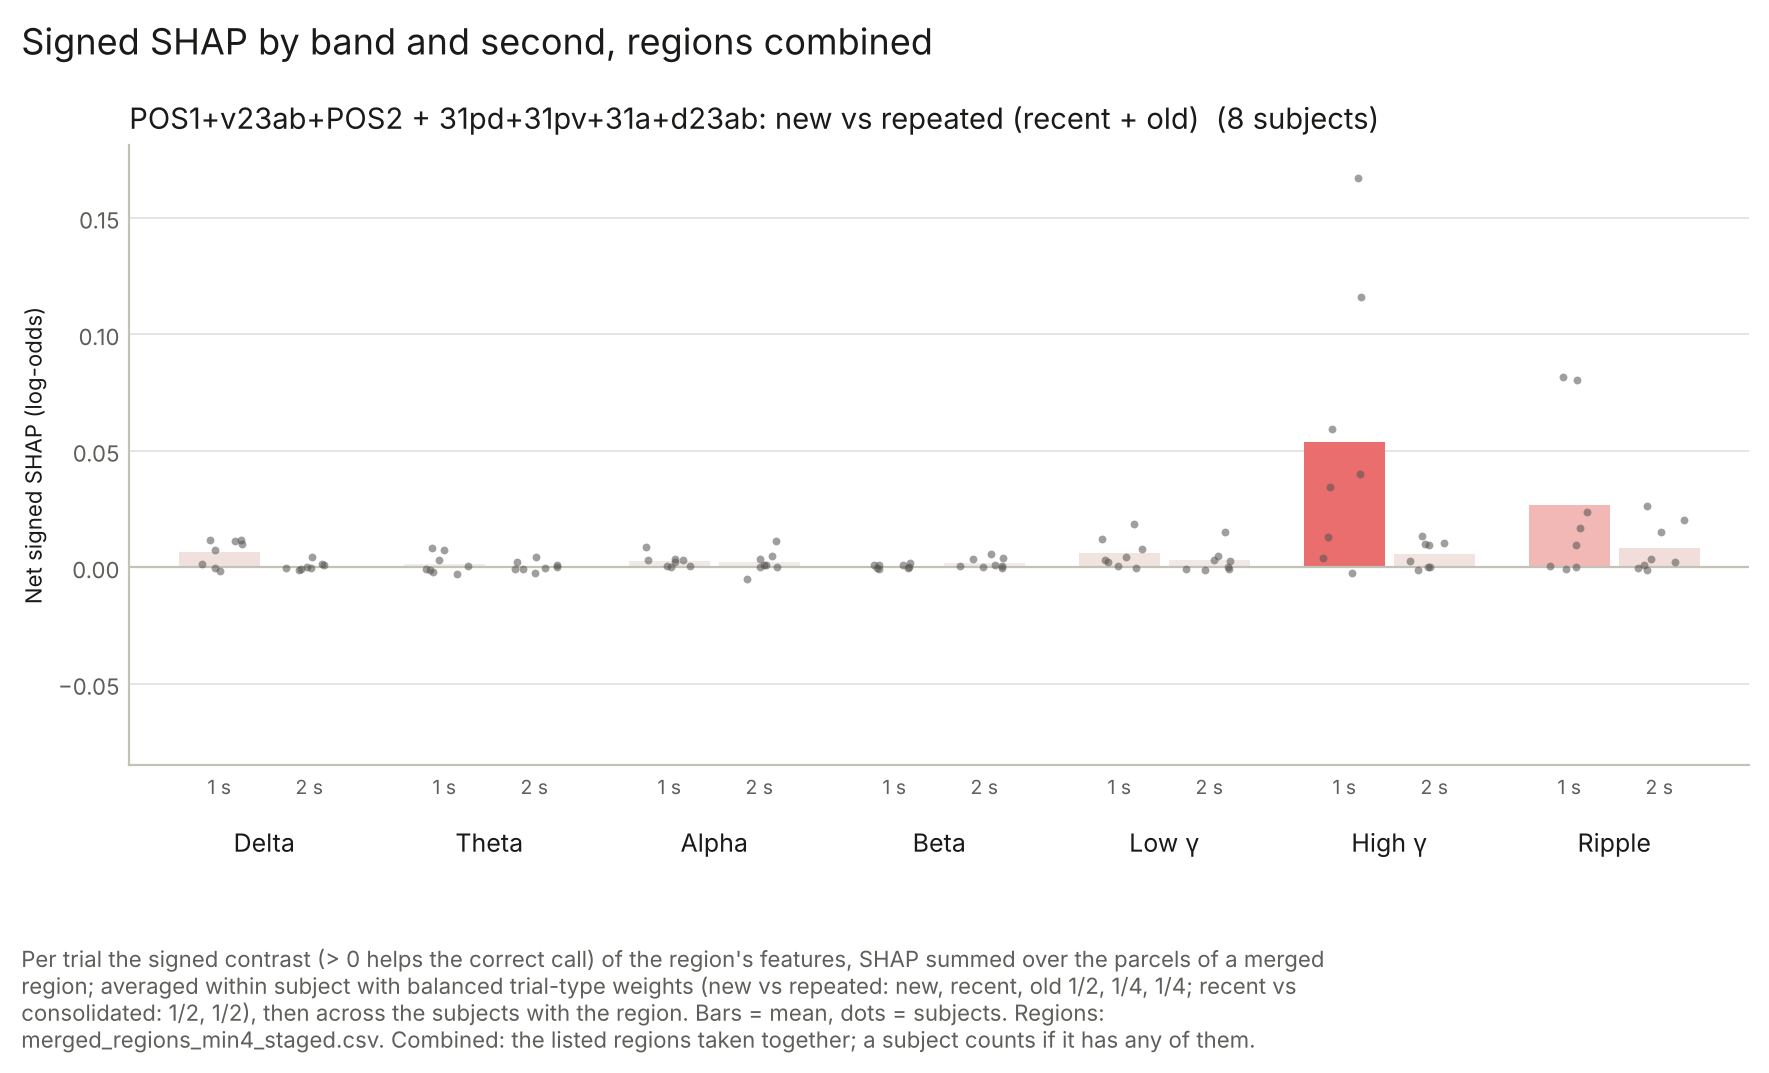 Signed SHAP by band and second, regions combined
POS1+v23ab+POS2 + 31pd+31pv+31a+d23ab: new vs repeated (recent + old)  (8 subjects)
Net signed SHAP (log-odds)
0.15
0.10
0.05
0.00
−0.05
1 s 2 s 1 s 2 s 1 s 2 s 1 s 2 s 1 s 2 s 1 s 2 s 1 s 2 s
Delta Theta Alpha Beta Low γ High γ Ripple
Per trial the signed contrast (> 0 helps the correct call) of the region's features, SHAP summed over the parcels of a merged
region; averaged within subject with balanced trial-type weights (new vs repeated: new, recent, old 1/2, 1/4, 1/4; recent vs
consolidated: 1/2, 1/2), then across the subjects with the region. Bars = mean, dots = subjects. Regions:
merged_regions_min4_staged.csv. Combined: the listed regions taken together; a subject counts if it has any of them.